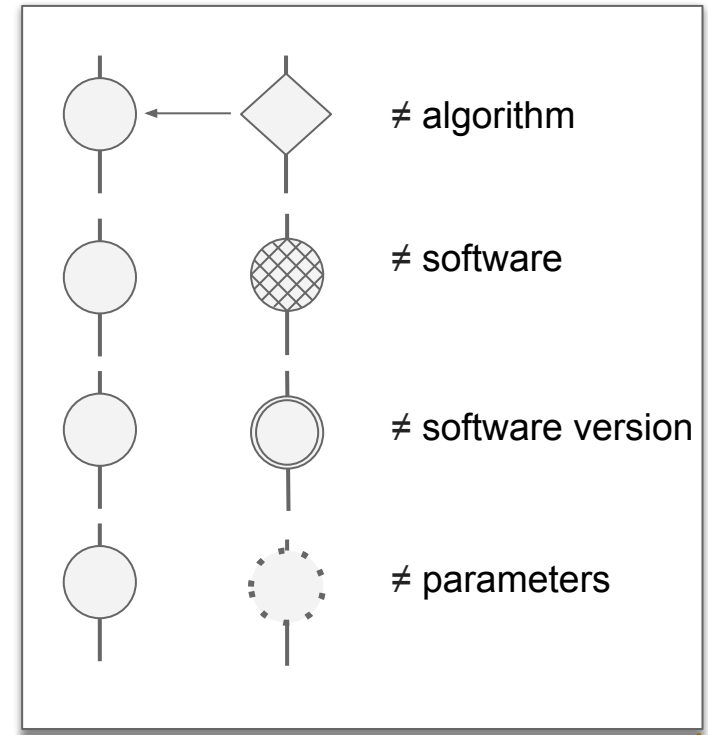 ≠ algorithm
≠ software
≠ software version
≠ parameters